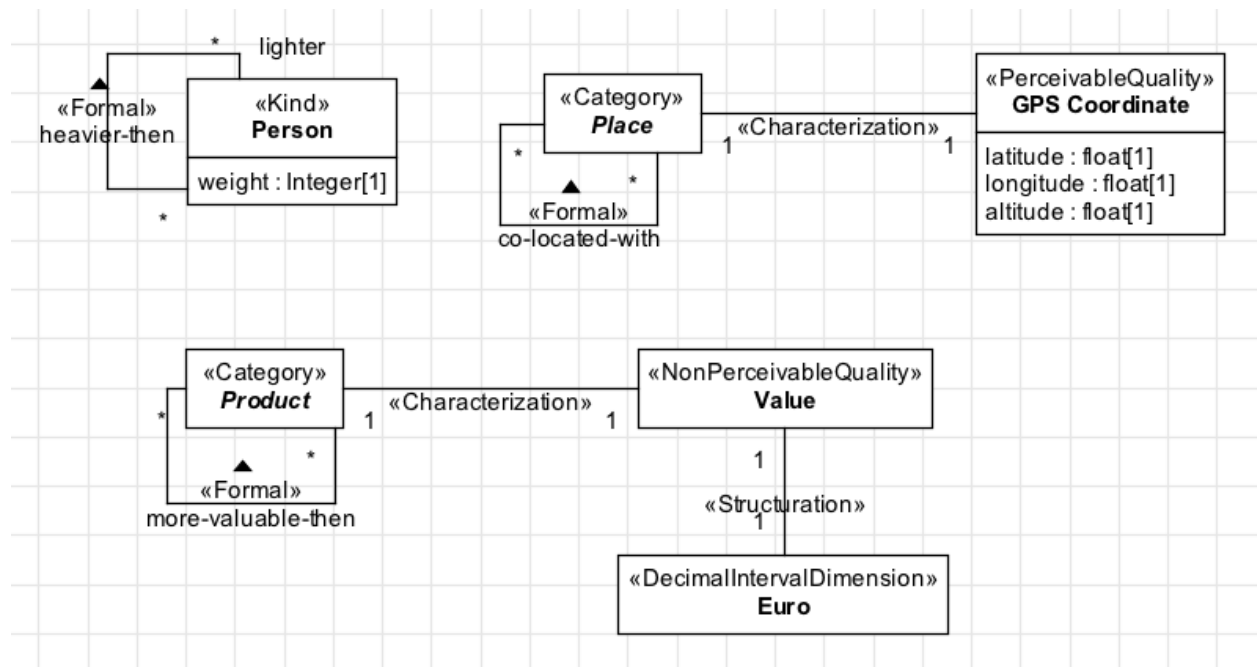 * lighter
«Formal»
heavier-then
*
«Kind»
Person
weight : Integer[1]
«Category»
Place
*
*
«Formal»
co-located-with
1 «Characterization» 1
«PerceivableQuality»
GPS Coordinate
latitude : float[1]
longitude : float[1]
altitude : float[1]
«Category»
Product
*
*
«Formal»
more-valuable-then
1 «Characterization» 1
«NonPerceivableQuality»
Value
1
«Structuration»
1
«DecimalIntervalDimension»
Euro